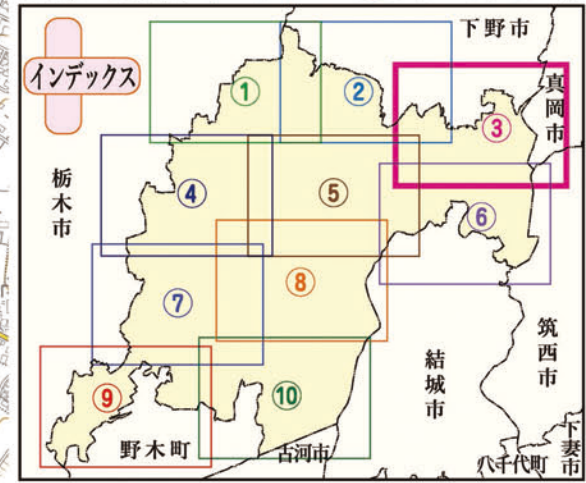 インデックス
下野市
真岡市
栃木市
①
②
③
④
⑤
⑥
⑦
⑧
⑨
⑩
筑西市
結城市
野木町
古河市
八千代町
下妻市